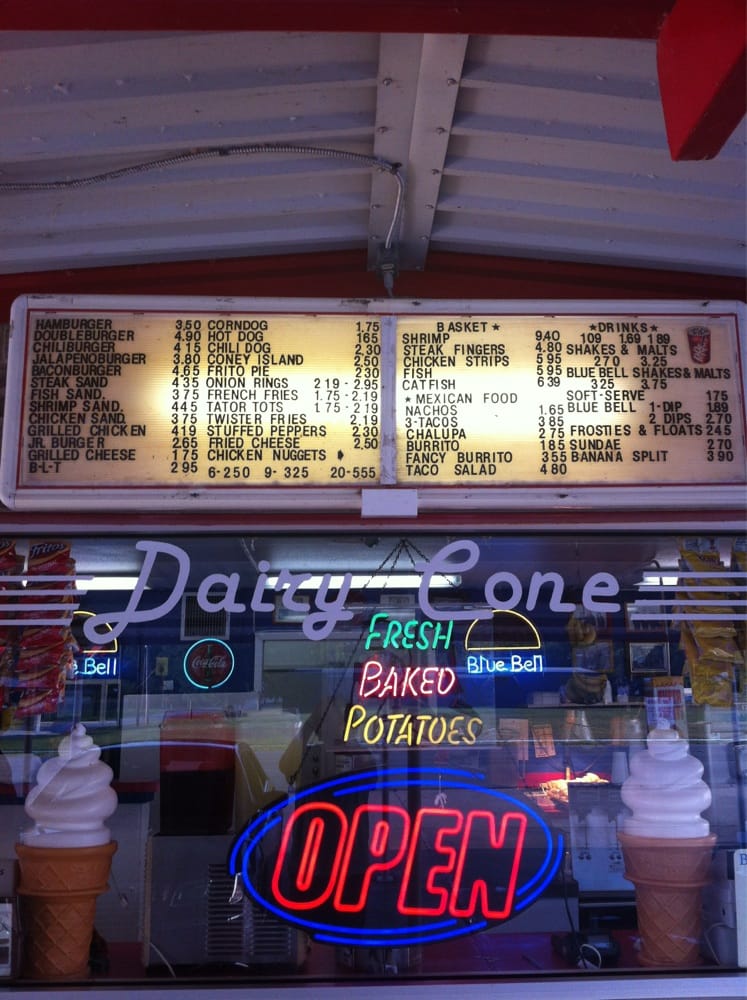 HAMBURGER 3.50
DOUBLEBURGER 4.90
CHILIBURGER 4.15
JALAPENOBURGER 3.80
BACONBURGER 4.65
STEAK SAND 4.35
FISH SAND. 3.75
SHRIMP SAND. 4.45
CHICKEN SAND. 3.75
GRILLED CHICKEN 4.19
JR. BURGER 2.65
GRILLED CHEESE 1.75
B-L-T 2.95
CORNDOG 1.75
HOT DOG 1.65
CHILI DOG 2.30
CONEY ISLAND 2.50
FRITO PIE 2.30
ONION RINGS 2.19-2.95
FRENCH FRIES 1.75-2.19
TATOR TOTS 1.75-2.19
TWISTER FRIES 2.19
STUFFED PEPPERS 2.30
FRIED CHEESE 2.50
CHICKEN NUGGETS
6-250 9-325 20-555
BASKET ★
SHRIMP 9.40
STEAK FINGERS 4.80
CHICKEN STRIPS 5.95
FISH 5.95
CATFISH 6.39
★ MEXICAN FOOD
NACHOS 1.65
3-TACOS 3.85
CHALUPA 2.75
BURRITO 1.85
FANCY BURRITO 3.55
TACO SALAD 4.80
★DRINKS★
109 1.69 1.89
SHAKES & MALTS
2.70 3.25
BLUE BELL SHAKES & MALTS
3.25 3.75
SOFT-SERVE 1.75
BLUE BELL 1-DIP 1.89
2 DIPS 2.70
FROSTIES & FLOATS 2.45
SUNDAE 2.70
BANANA SPLIT 3.90
Dairy Cone
Fritos
FRESH
BAKED
POTATOES
Blue Bell
e Bell
Coca-Cola
OPEN